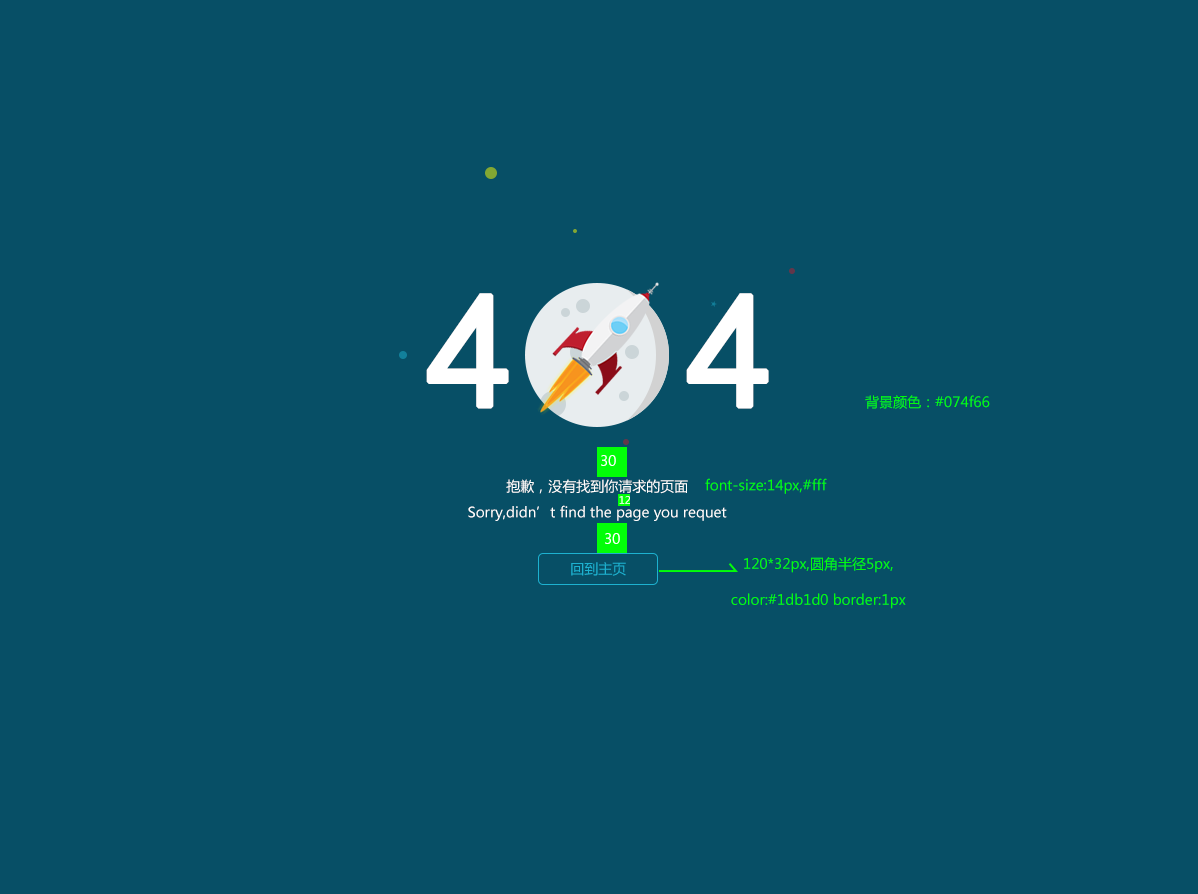 4 4
背景颜色：#074f66
30
抱歉，没有找到你请求的页面 font-size:14px,#fff
12
Sorry,didn’t find the page you requet
30
回到主页 120*32px,圆角半径5px,
color:#1db1d0 border:1px